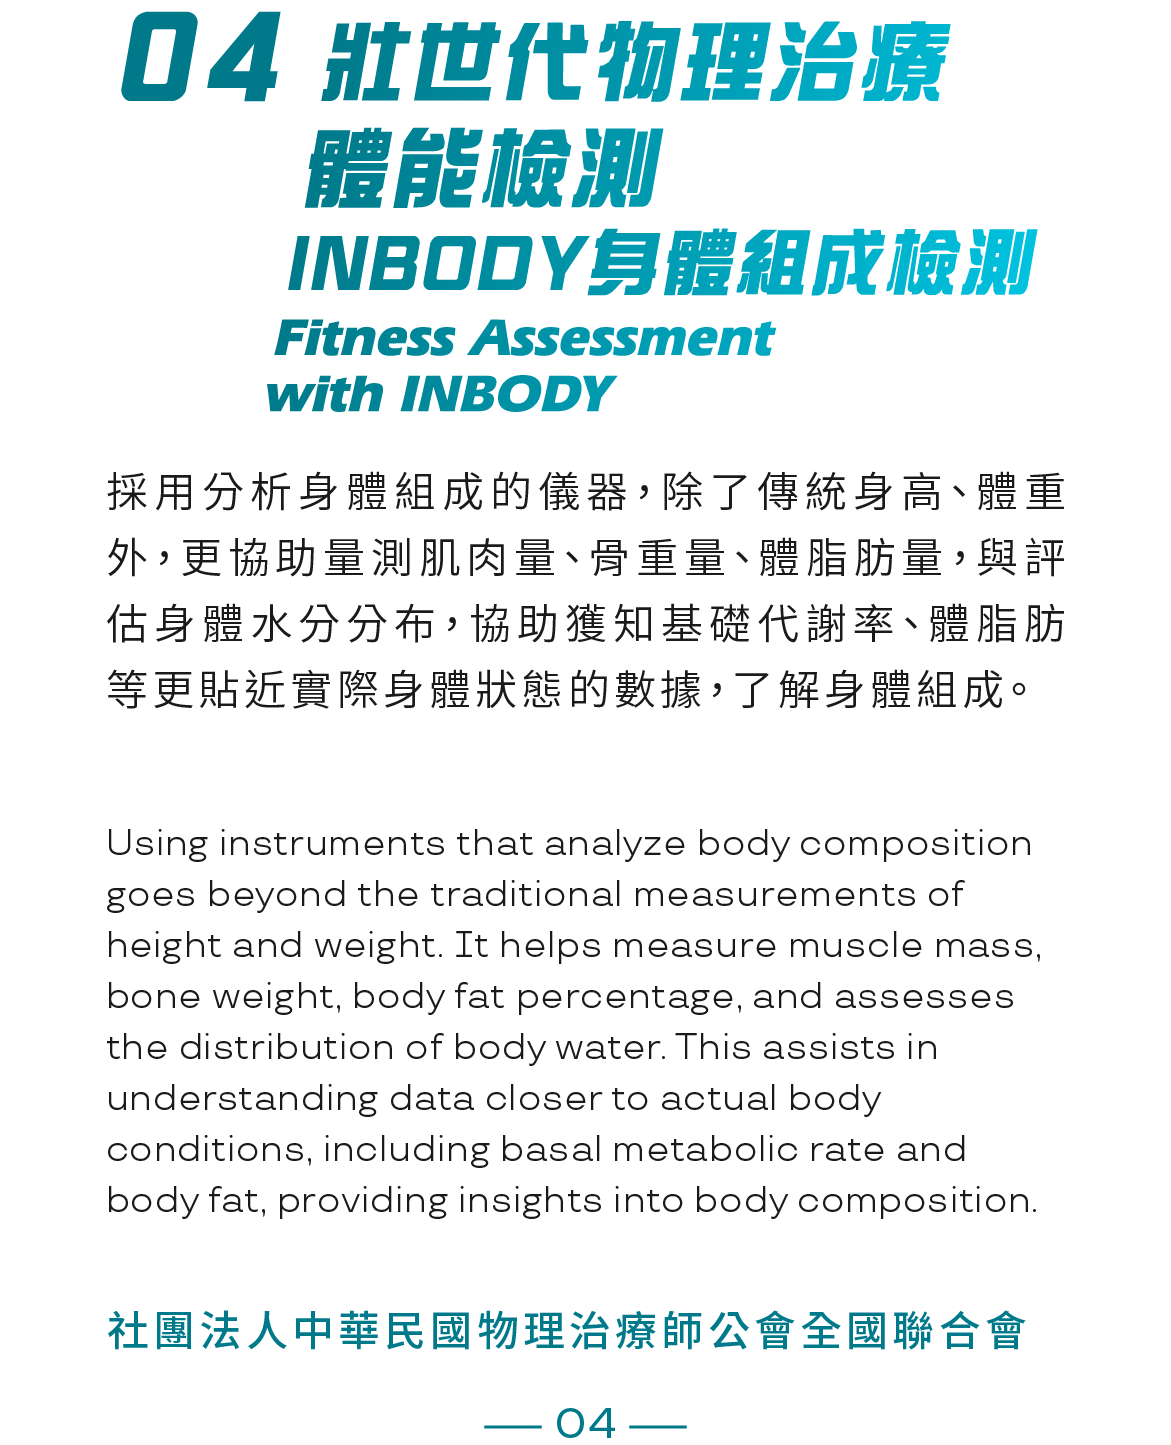 04 壯世代物理治療
體能檢測
INBODY身體組成檢測
Fitness Assessment
with INBODY
採用分析身體組成的儀器，除了傳統身高、體重
外，更協助量測肌肉量、骨重量、體脂肪量，與評
估身體水分分布，協助獲知基礎代謝率、體脂肪
等更貼近實際身體狀態的數據，了解身體組成。
Using instruments that analyze body composition
goes beyond the traditional measurements of
height and weight. It helps measure muscle mass,
bone weight, body fat percentage, and assesses
the distribution of body water. This assists in
understanding data closer to actual body
conditions, including basal metabolic rate and
body fat, providing insights into body composition.
社團法人中華民國物理治療師公會全國聯合會
— 04 —